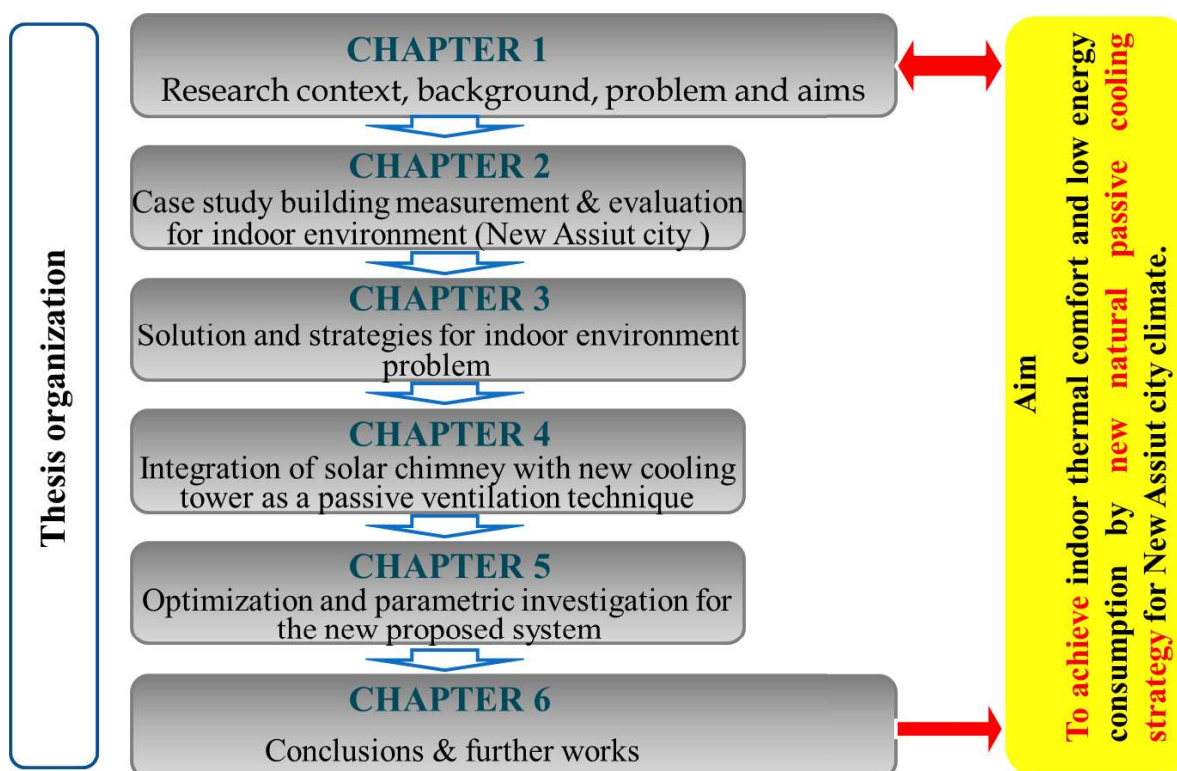 Thesis organization
CHAPTER 1
Research context, background, problem and aims
CHAPTER 2
Case study building measurement & evaluation
for indoor environment (New Assiut city )
CHAPTER 3
Solution and strategies for indoor environment
problem
CHAPTER 4
Integration of solar chimney with new cooling
tower as a passive ventilation technique
CHAPTER 5
Optimization and parametric investigation for
the new proposed system
CHAPTER 6
Conclusions & further works
Aim
To achieve indoor thermal comfort and low energy
consumption by new natural passive cooling
strategy for New Assiut city climate.